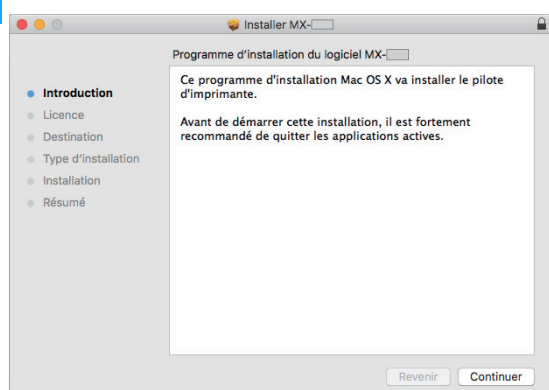 Installer MX-
Programme d'installation du logiciel MX-
Introduction
Licence
Destination
Type d'installation
Installation
Résumé
Ce programme d'installation Mac OS X va installer le pilote
d'imprimante.
Avant de démarrer cette installation, il est fortement
recommandé de quitter les applications actives.
Revenir
Continuer